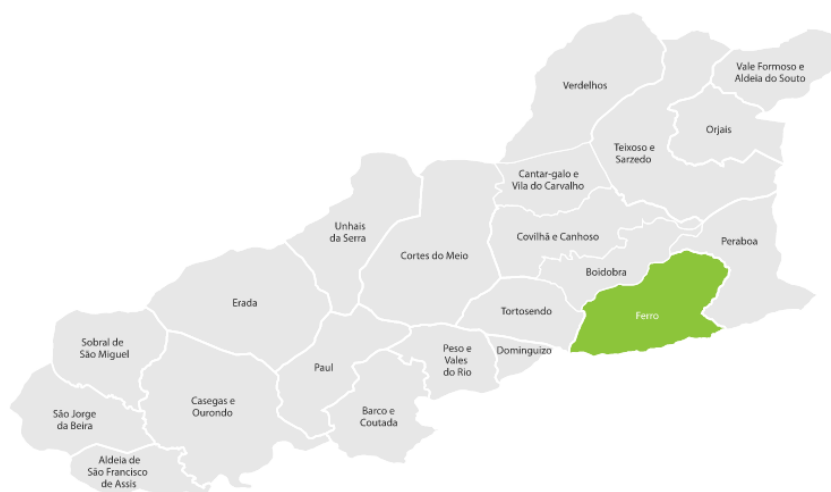 Vale Formoso e
Aldeia do Souto
Verdelhos
Orjais
Teixoso e
Sarzedo
Cantar-galo e
Vila do Carvalho
Unhais
da Serra
Covilhã e Canhoso
Peraboa
Cortes do Meio
Boidobra
Erada
Tortosendo
Ferro
Sobral de
São Miguel
Peso e
Vales
do Rio
Dominguizo
Paul
Casegas e
Ourondo
Barco e
Coutada
São Jorge
da Beira
Aldeia de
São Francisco
de Assis